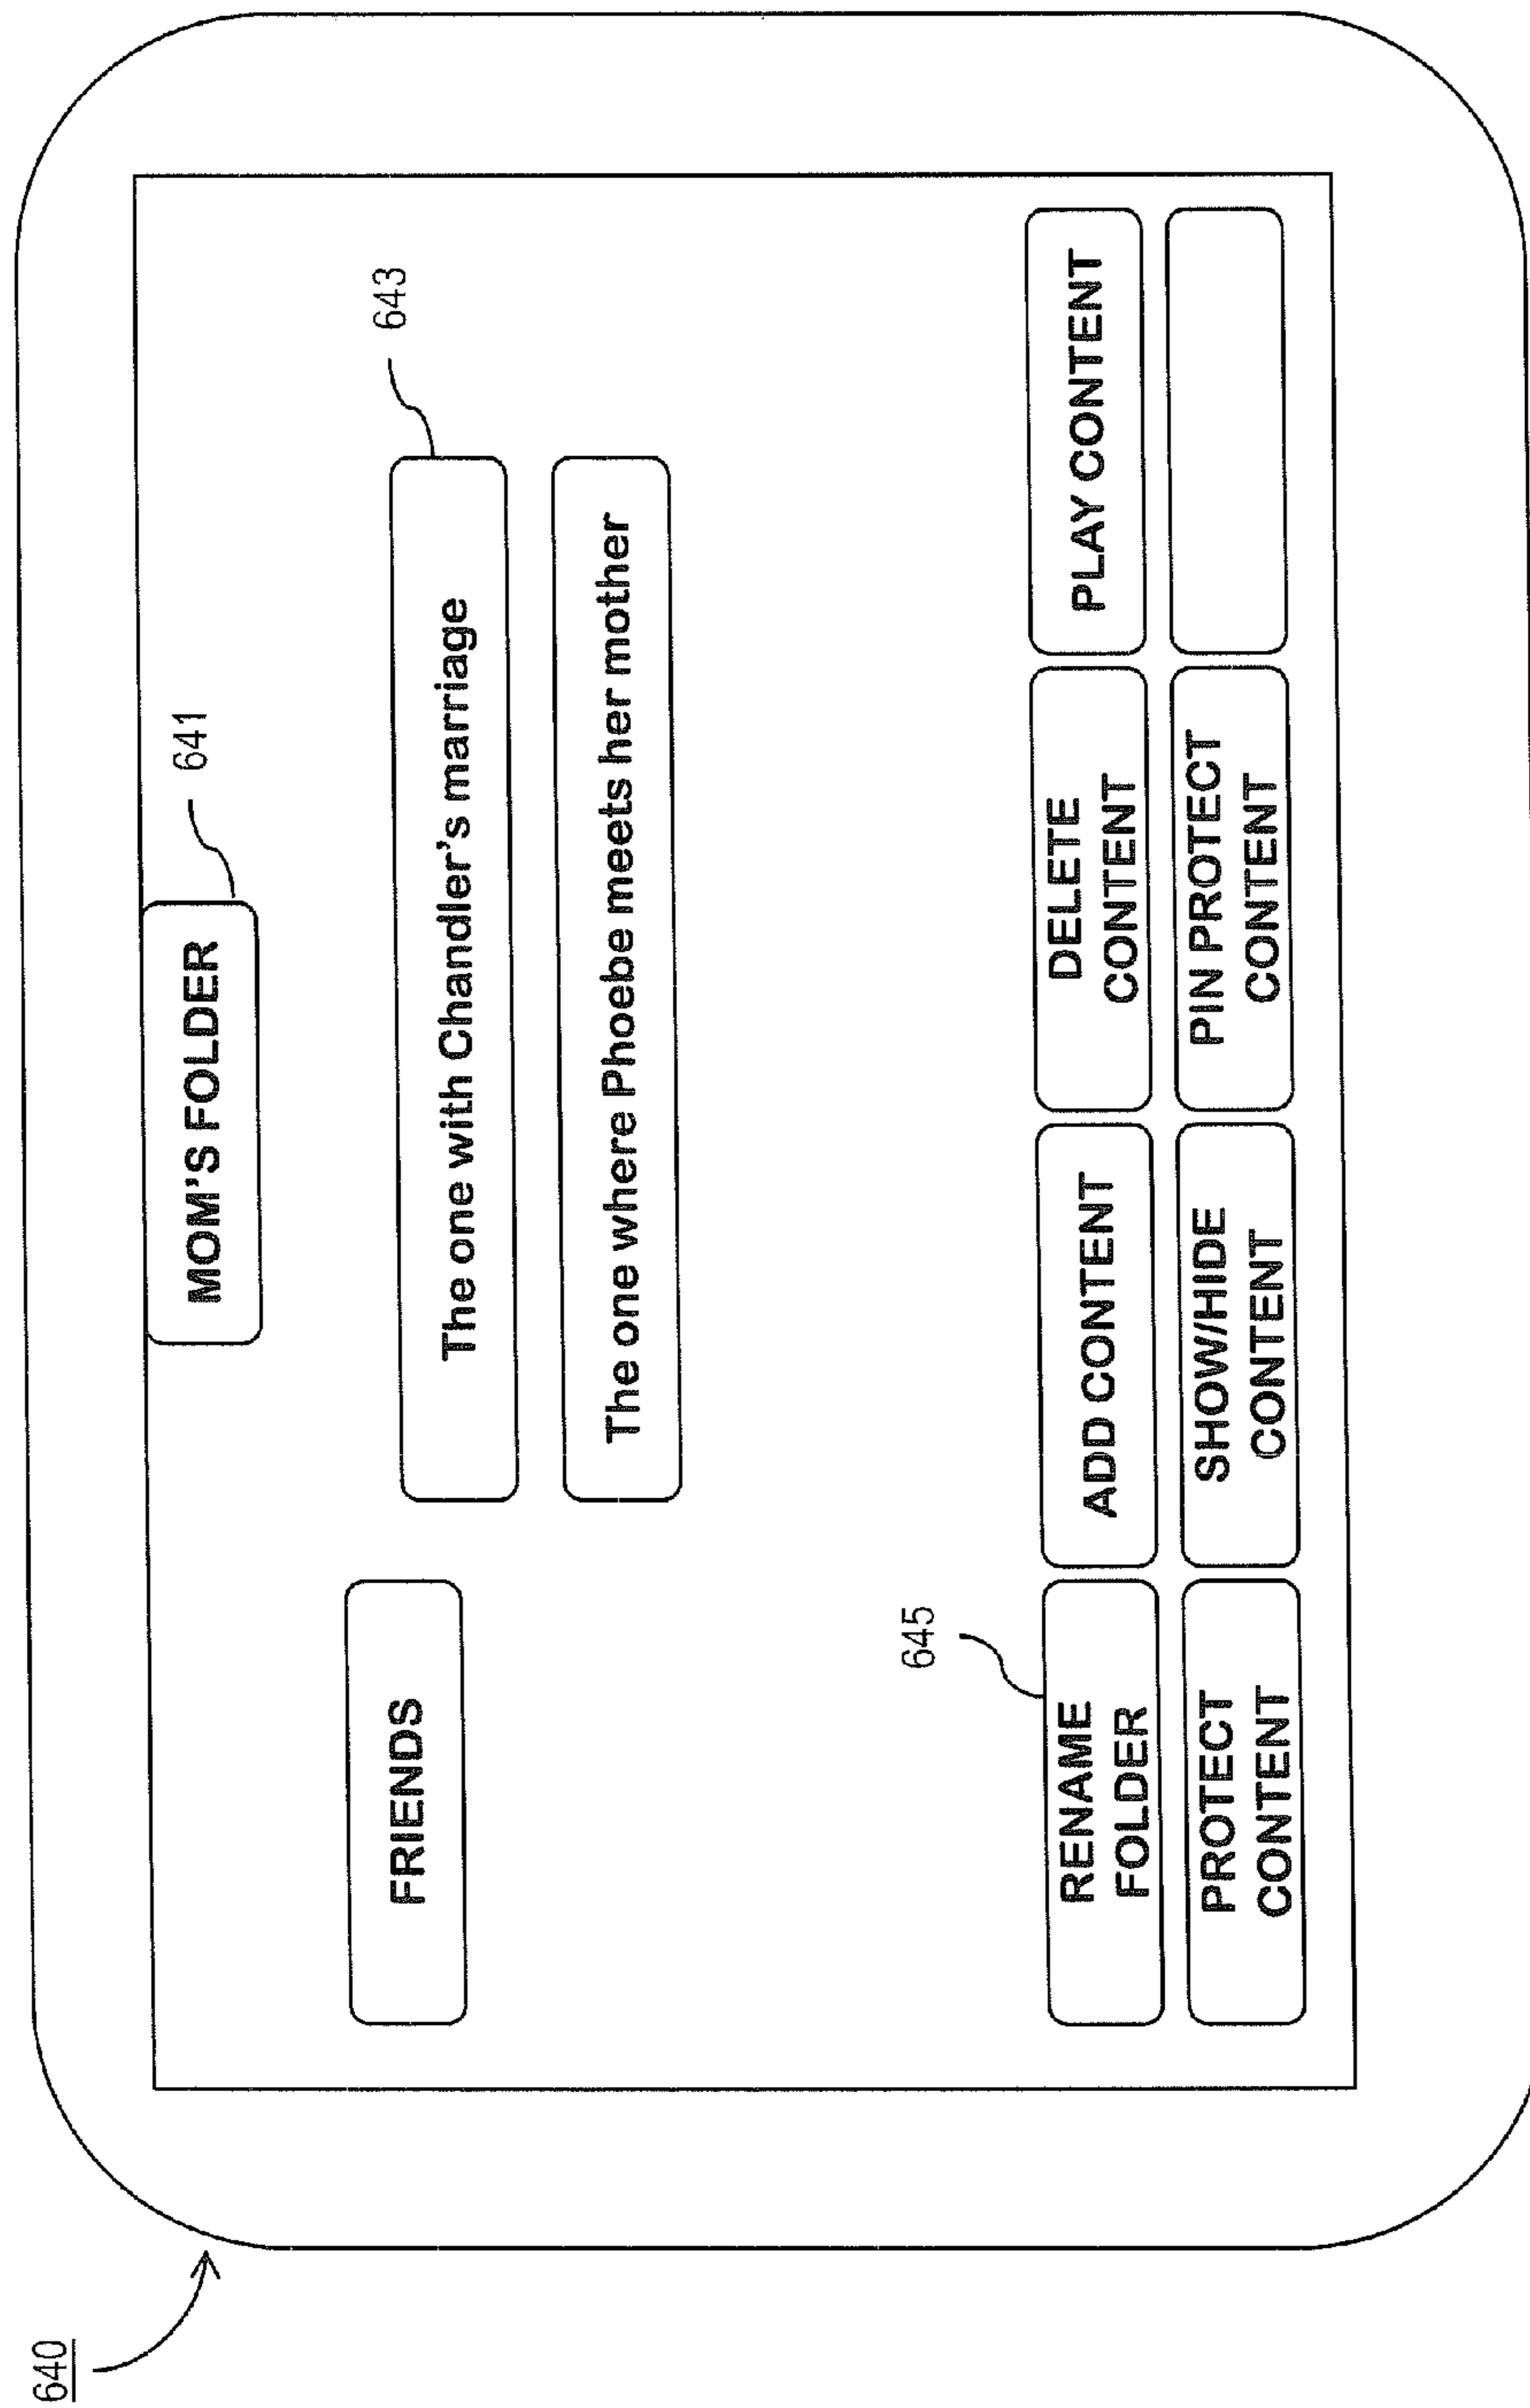 640
MOM'S FOLDER
641
FRIENDS
The one with Chandler's marriage
643
The one where Phoebe meets her mother
645
RENAME
FOLDER
ADD CONTENT
DELETE
CONTENT
PLAY CONTENT
PROTECT
CONTENT
SHOW/HIDE
CONTENT
PIN PROTECT
CONTENT